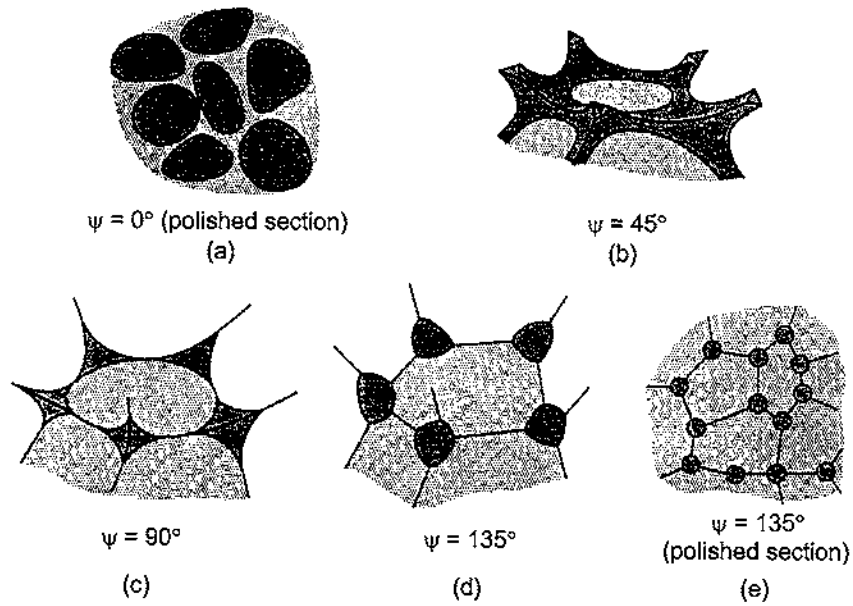 ψ = 0° (polished section)
(a)
ψ ≃ 45°
(b)
ψ = 90°
(c)
ψ = 135°
(d)
ψ = 135°
(polished section)
(e)